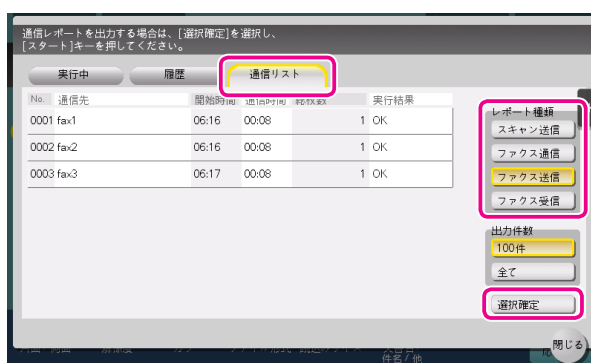 通信レポートを出力する場合は、[選択確定]を選択し、
[スタート]キーを押してください。
実行中 履歴 通信リスト
No. 通信先 開始時間 通信時間 総枚数 実行結果
0001 fax1 06:16 00:08 1 OK
0002 fax2 06:16 00:08 1 OK
0003 fax3 06:17 00:08 1 OK
レポート種類
スキャン送信
ファクス通信
ファクス送信
ファクス受信
出力件数
100件
全て
選択確定
閉じる
件名/他